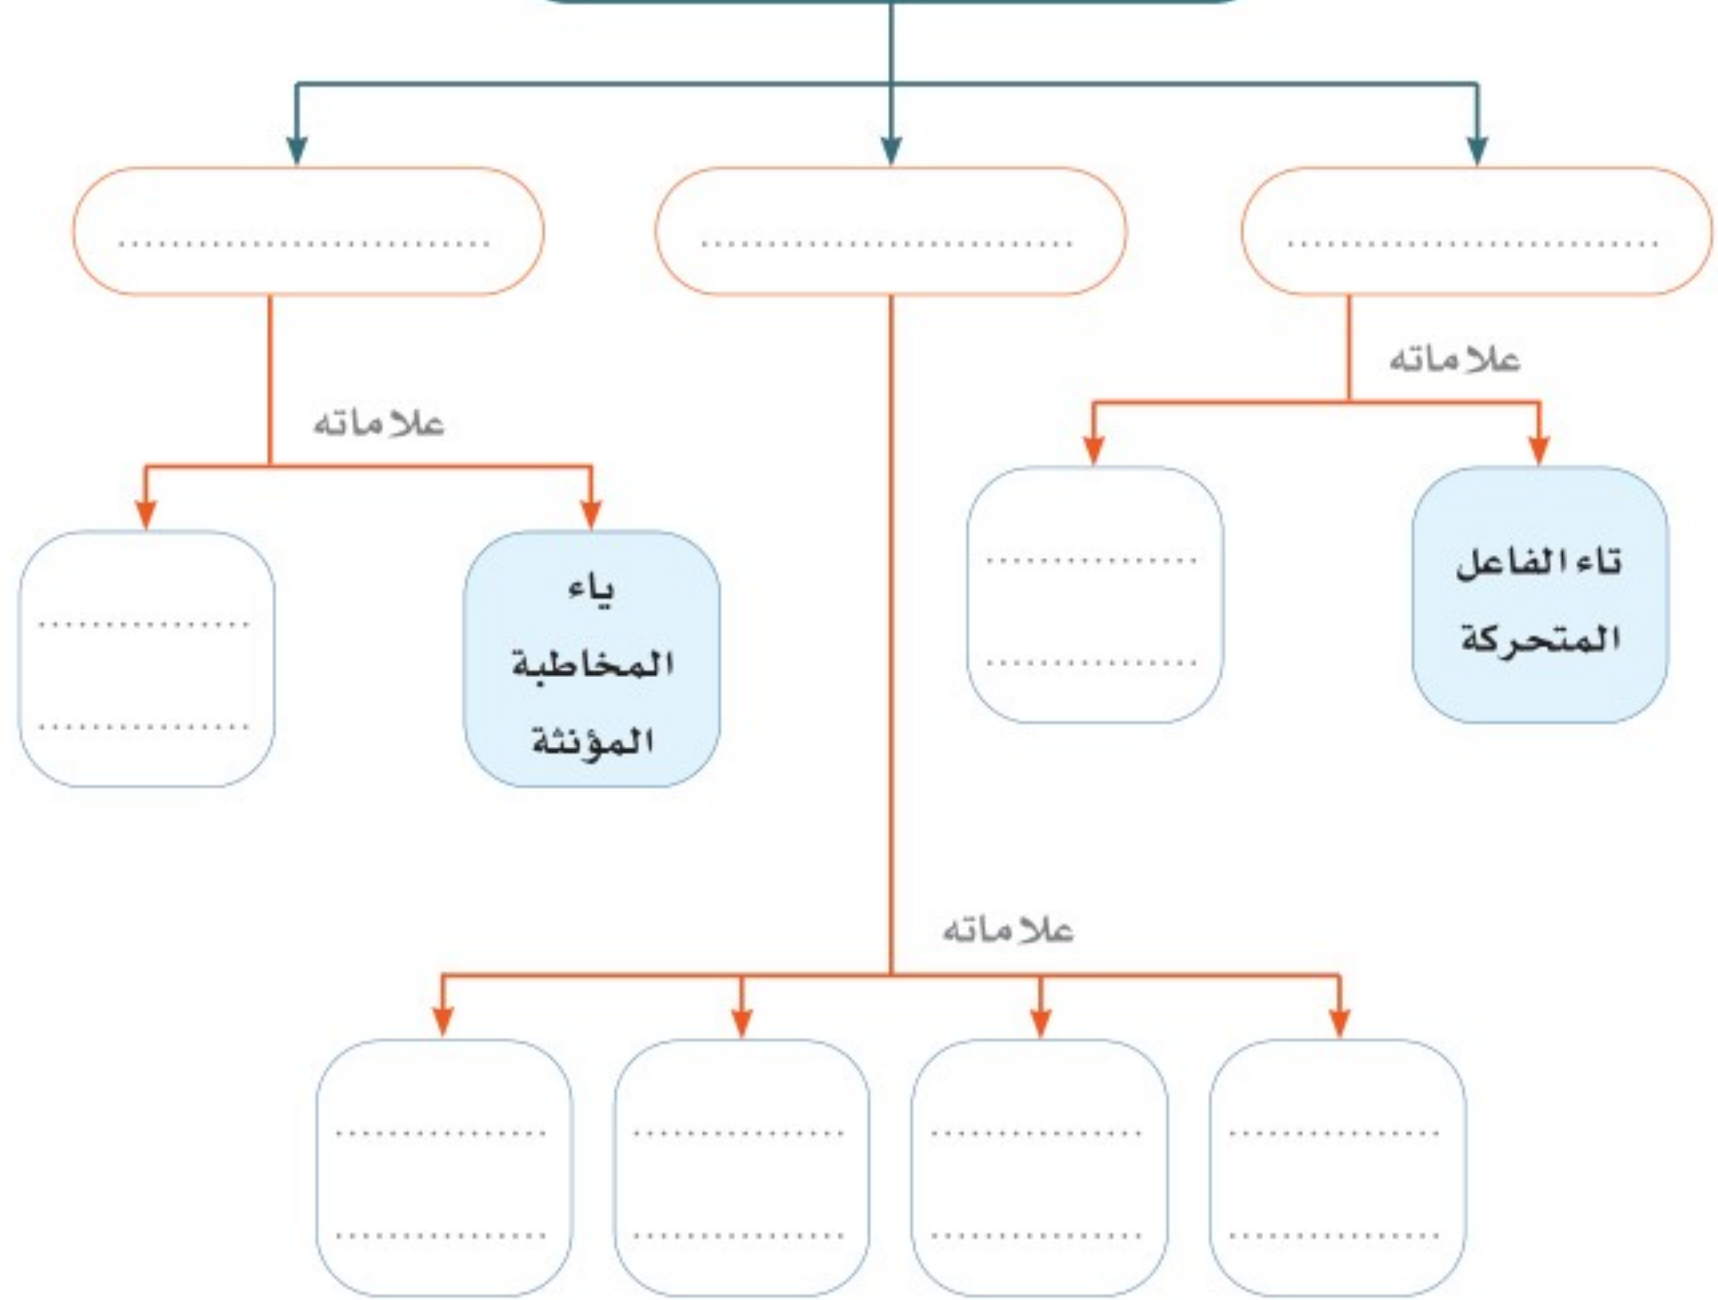 علاماته
علاماته
تاء الفاعل
المتحركة
ياء
المخاطبة
المؤنثة
علاماته